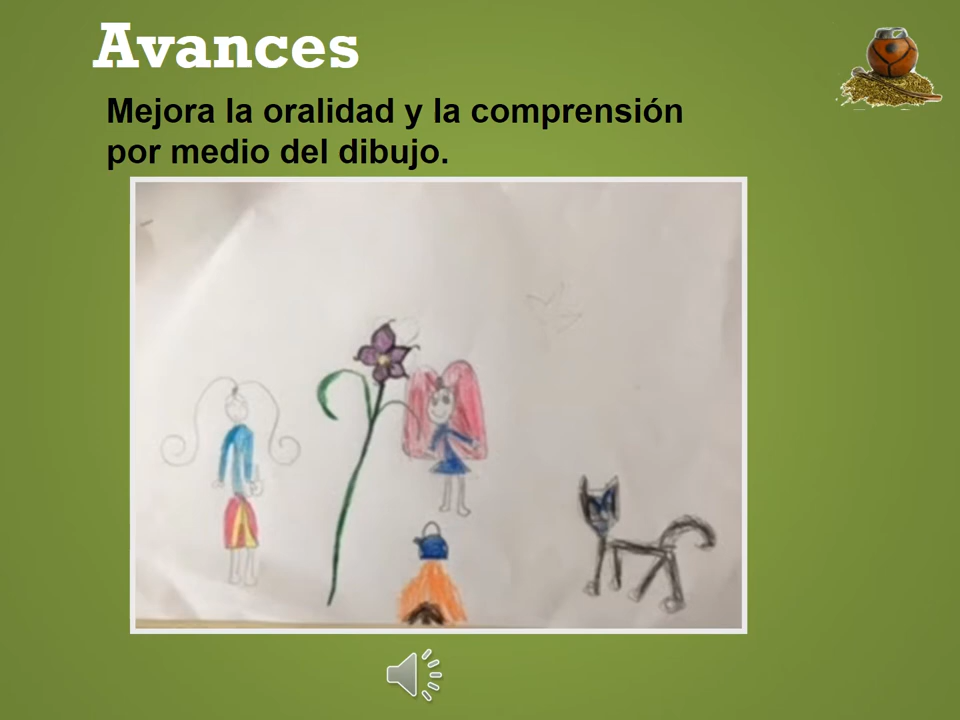 Avances
Mejora la oralidad y la comprensión
por medio del dibujo.